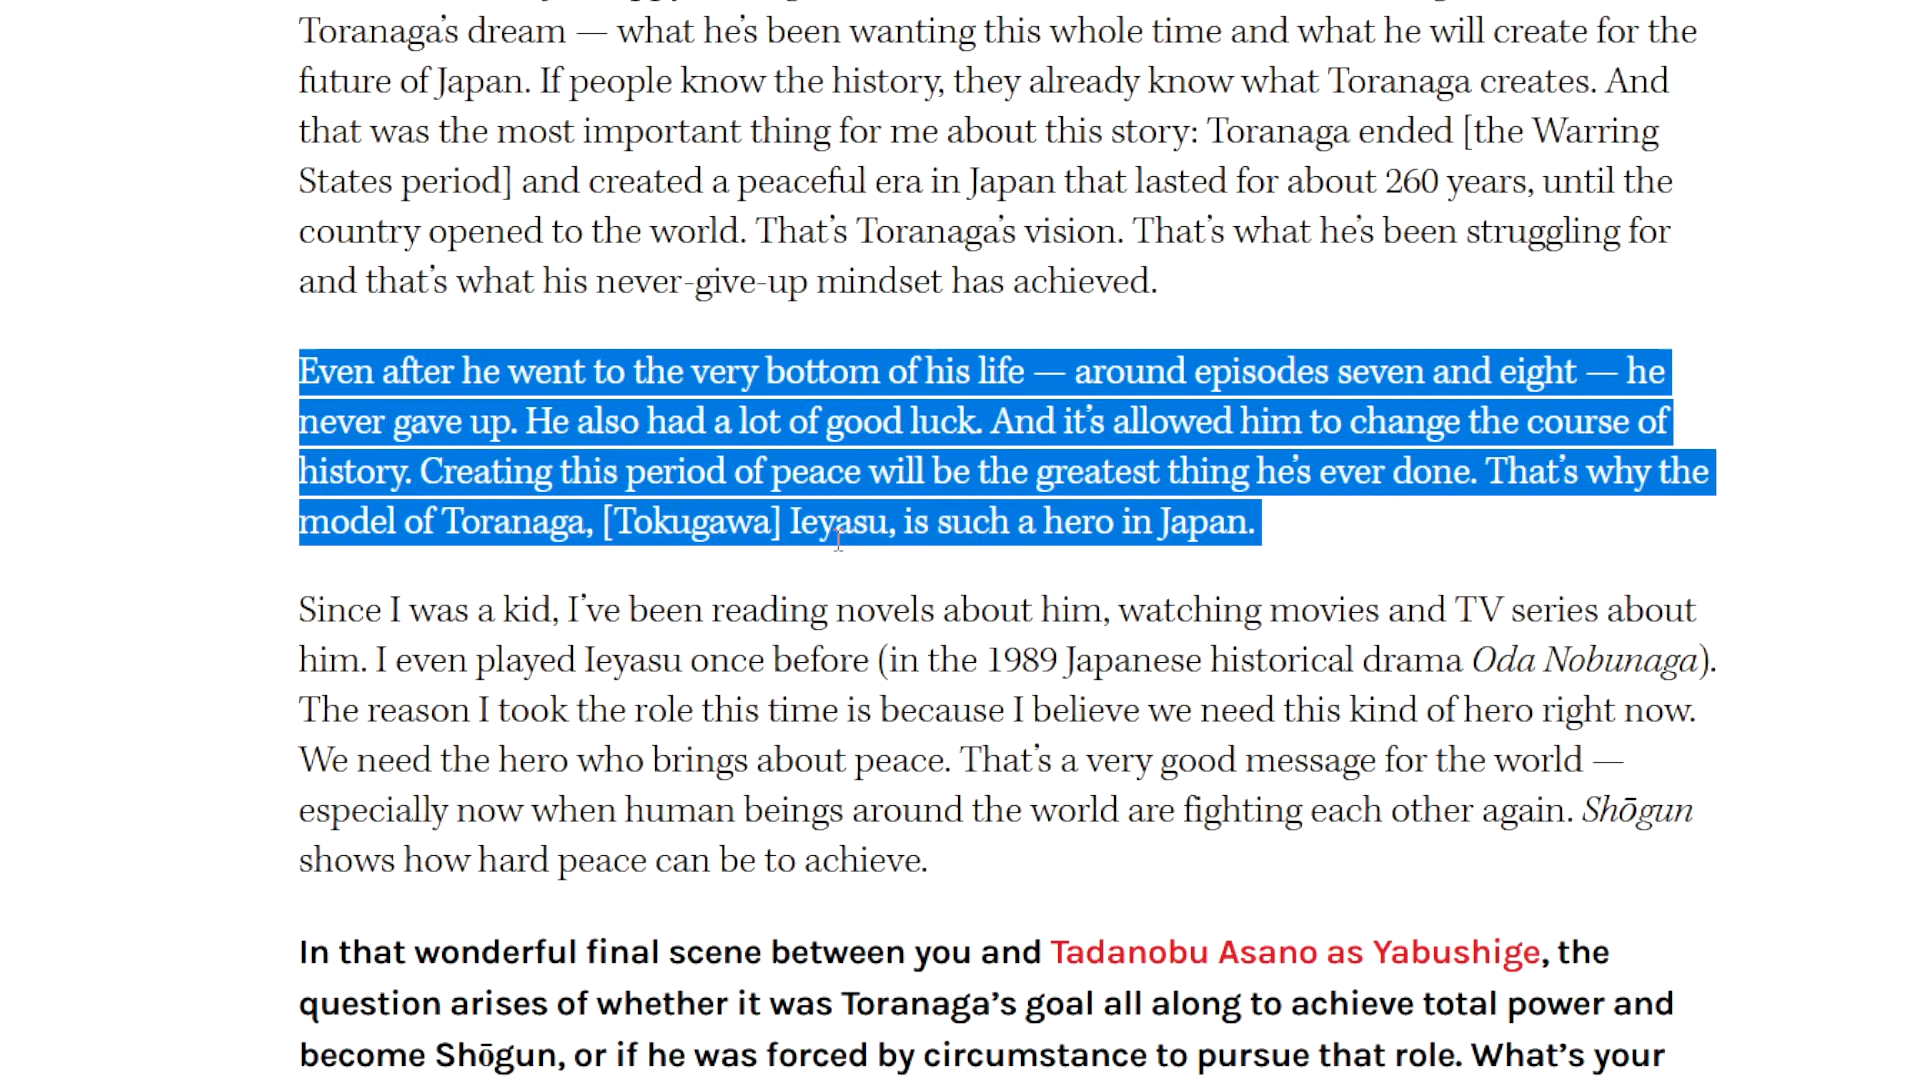 Toranaga’s dream — what he’s been wanting this whole time and what he will create for the
future of Japan. If people know the history, they already know what Toranaga creates. And
that was the most important thing for me about this story: Toranaga ended [the Warring
States period] and created a peaceful era in Japan that lasted for about 260 years, until the
country opened to the world. That’s Toranaga’s vision. That’s what he’s been struggling for
and that’s what his never-give-up mindset has achieved.
Even after he went to the very bottom of his life — around episodes seven and eight — he
never gave up. He also had a lot of good luck. And it’s allowed him to change the course of
history. Creating this period of peace will be the greatest thing he’s ever done. That’s why the
model of Toranaga, [Tokugawa] Ieyasu, is such a hero in Japan.
Since I was a kid, I’ve been reading novels about him, watching movies and TV series about
him. I even played Ieyasu once before (in the 1989 Japanese historical drama Oda Nobunaga).
The reason I took the role this time is because I believe we need this kind of hero right now.
We need the hero who brings about peace. That’s a very good message for the world —
especially now when human beings around the world are fighting each other again. Shōgun
shows how hard peace can be to achieve.
In that wonderful final scene between you and Tadanobu Asano as Yabushige, the
question arises of whether it was Toranaga’s goal all along to achieve total power and
become Shōgun, or if he was forced by circumstance to pursue that role. What’s your